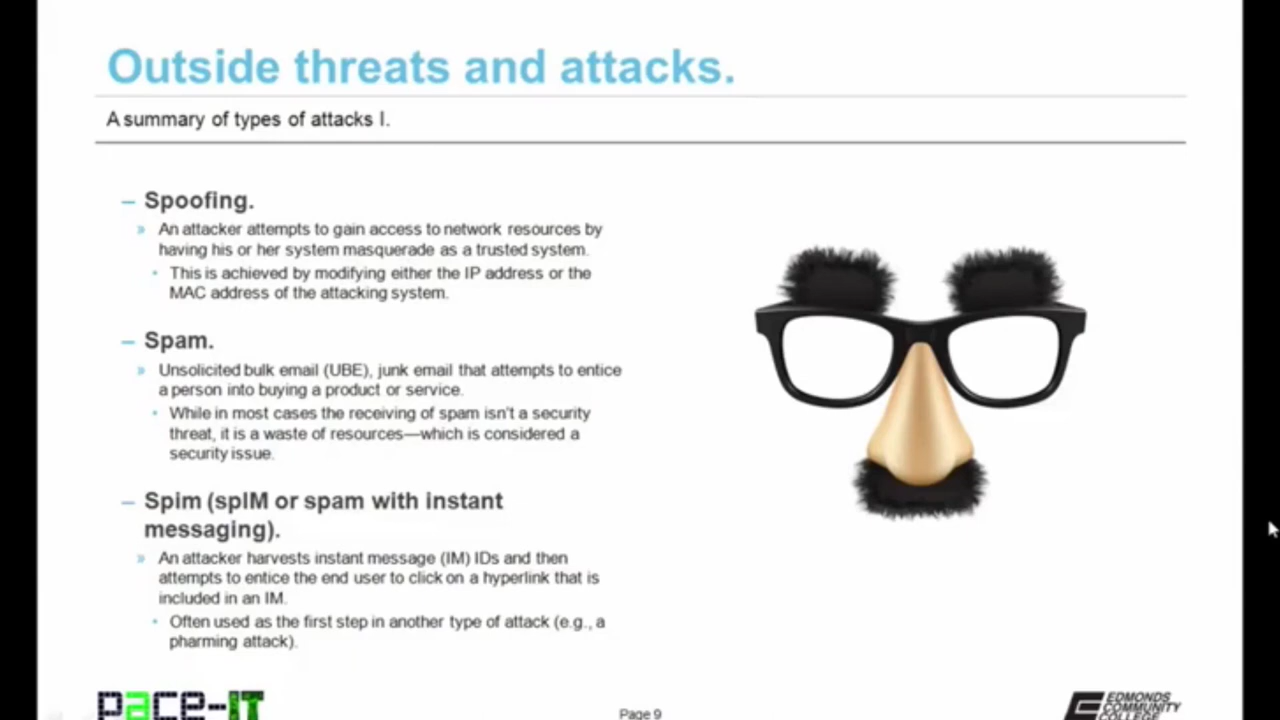 Outside threats and attacks.
A summary of types of attacks I.
– Spoofing.
» An attacker attempts to gain access to network resources by
having his or her system masquerade as a trusted system.
• This is achieved by modifying either the IP address or the
MAC address of the attacking system.
– Spam.
» Unsolicited bulk email (UBE), junk email that attempts to entice
a person into buying a product or service.
• While in most cases the receiving of spam isn't a security
threat, it is a waste of resources—which is considered a
security issue.
– Spim (spIM or spam with instant
messaging).
» An attacker harvests instant message (IM) IDs and then
attempts to entice the end user to click on a hyperlink that is
included in an IM.
• Often used as the first step in another type of attack (e.g., a
pharming attack).
pace-IT
Page 9
EDMONDS
COMMUNITY
COLLEGE